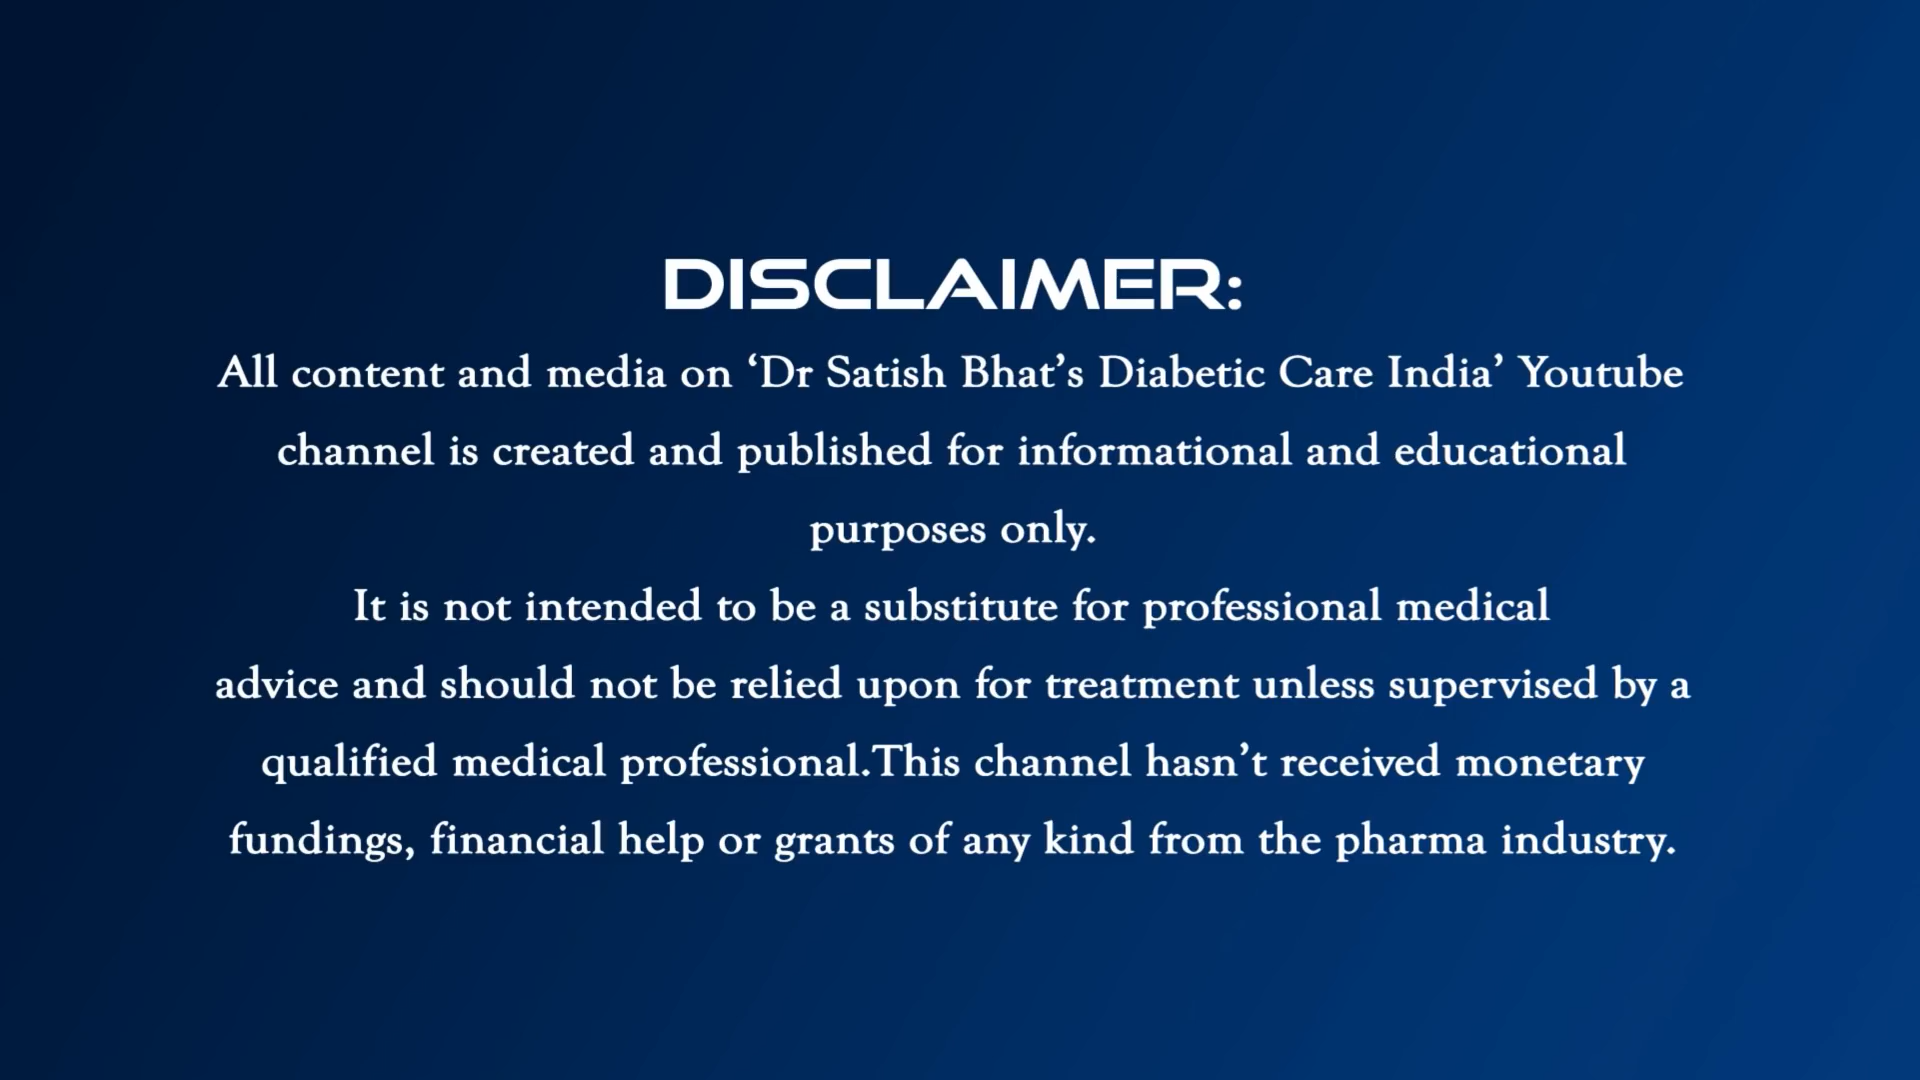 DISCLAIMER:
All content and media on ‘Dr Satish Bhat’s Diabetic Care India’ Youtube
channel is created and published for informational and educational
purposes only.
It is not intended to be a substitute for professional medical
advice and should not be relied upon for treatment unless supervised by a
qualified medical professional.This channel hasn’t received monetary
fundings, financial help or grants of any kind from the pharma industry.